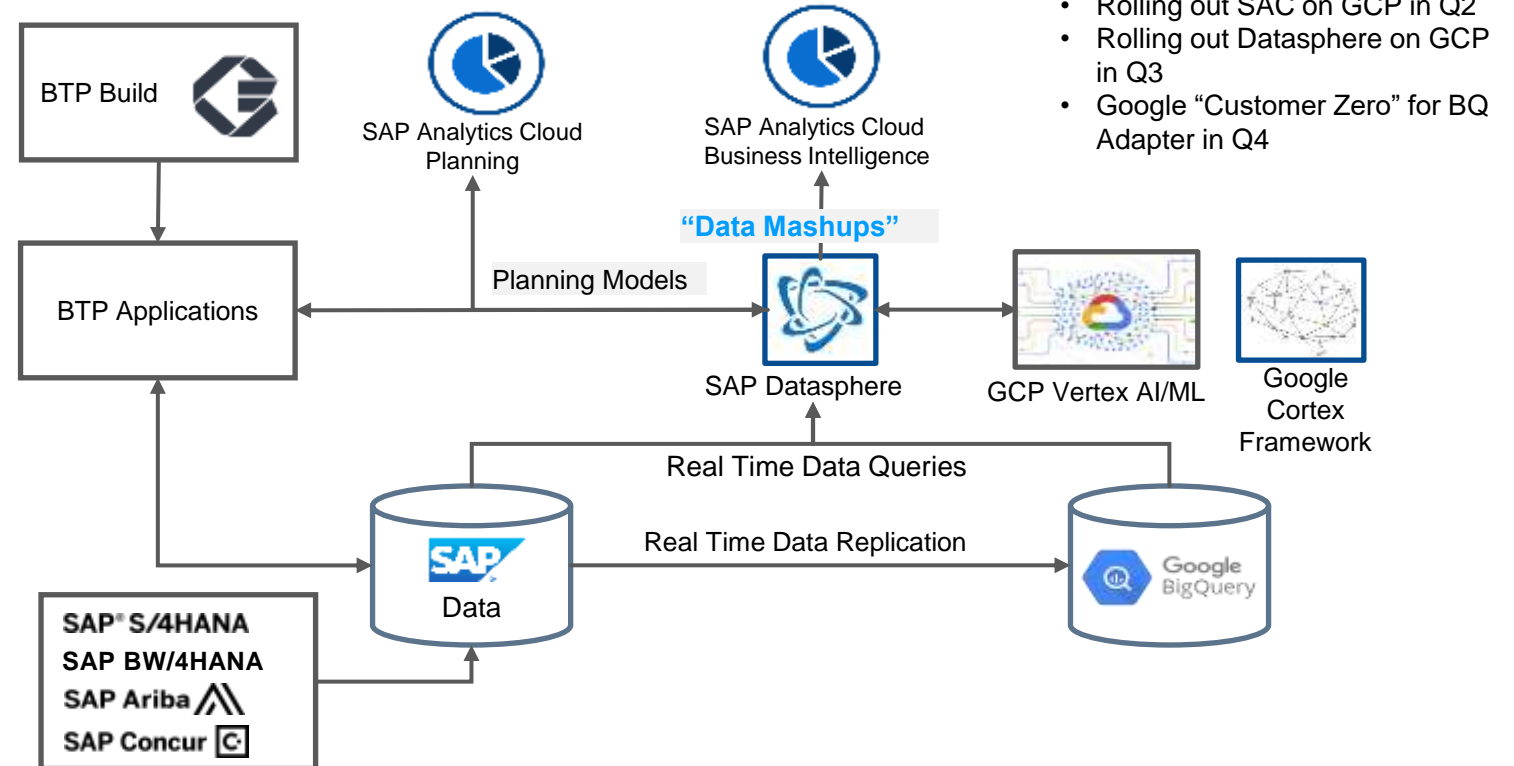 • Rolling out SAC on GCP in Q2
• Rolling out Datasphere on GCP
in Q3
• Google “Customer Zero” for BQ
Adapter in Q4
BTP Build
SAP Analytics Cloud
Planning
SAP Analytics Cloud
Business Intelligence
“Data Mashups”
Planning Models
BTP Applications
SAP Datasphere
GCP Vertex AI/ML
Google
Cortex
Framework
Real Time Data Queries
Real Time Data Replication
SAP
Data
Google
BigQuery
SAP® S/4HANA
SAP BW/4HANA
SAP Ariba
SAP Concur C